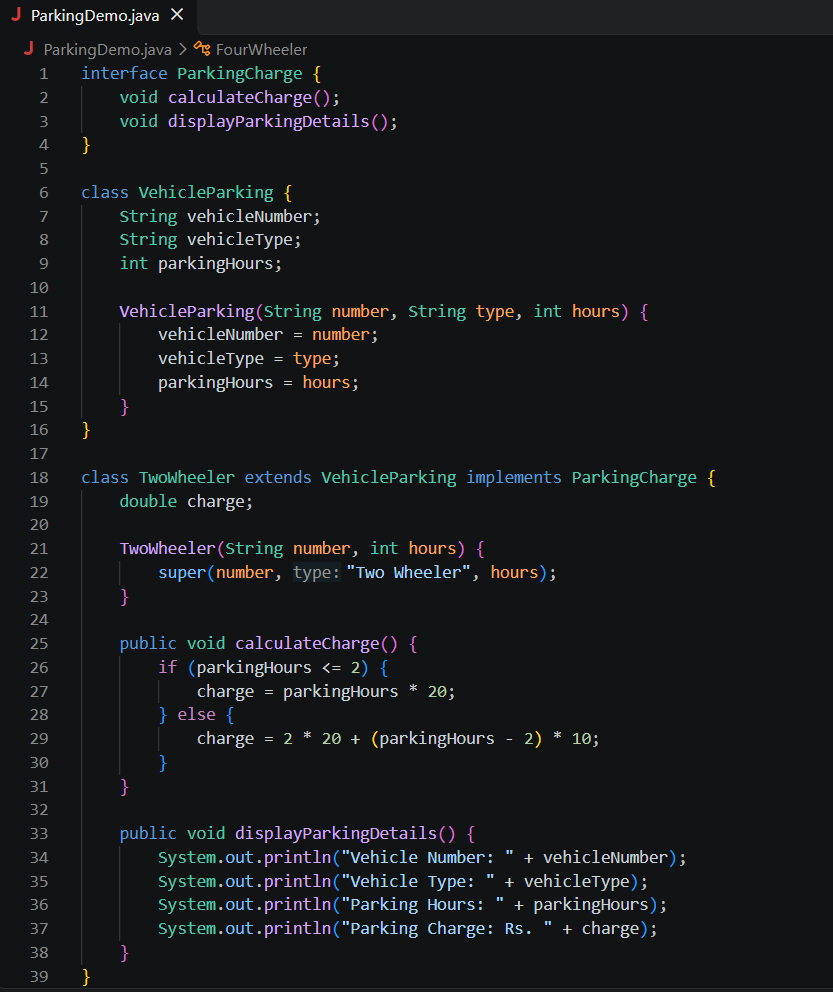 J ParkingDemo.java ×
J ParkingDemo.java > FourWheeler
1 interface ParkingCharge {
2     void calculateCharge();
3     void displayParkingDetails();
4 }
5
6 class VehicleParking {
7     String vehicleNumber;
8     String vehicleType;
9     int parkingHours;
10
11     VehicleParking(String number, String type, int hours) {
12         vehicleNumber = number;
13         vehicleType = type;
14         parkingHours = hours;
15     }
16 }
17
18 class TwoWheeler extends VehicleParking implements ParkingCharge {
19     double charge;
20
21     TwoWheeler(String number, int hours) {
22         super(number, type: "Two Wheeler", hours);
23     }
24
25     public void calculateCharge() {
26         if (parkingHours <= 2) {
27             charge = parkingHours * 20;
28         } else {
29             charge = 2 * 20 + (parkingHours - 2) * 10;
30         }
31     }
32
33     public void displayParkingDetails() {
34         System.out.println("Vehicle Number: " + vehicleNumber);
35         System.out.println("Vehicle Type: " + vehicleType);
36         System.out.println("Parking Hours: " + parkingHours);
37         System.out.println("Parking Charge: Rs. " + charge);
38     }
39 }